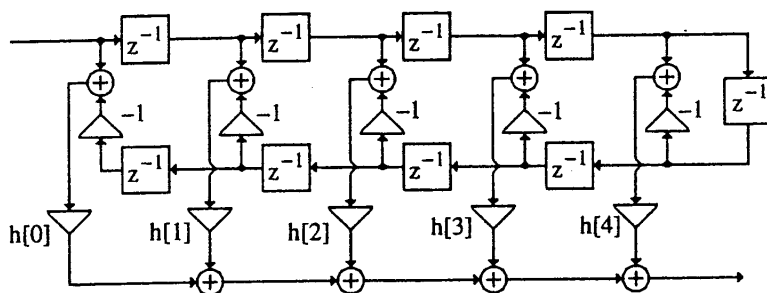 z⁻¹ z⁻¹ z⁻¹ z⁻¹
+ + + + +
−1 −1 −1 −1 −1 z⁻¹
z⁻¹ z⁻¹ z⁻¹ z⁻¹
h[0] h[1] h[2] h[3] h[4]
+ + + +